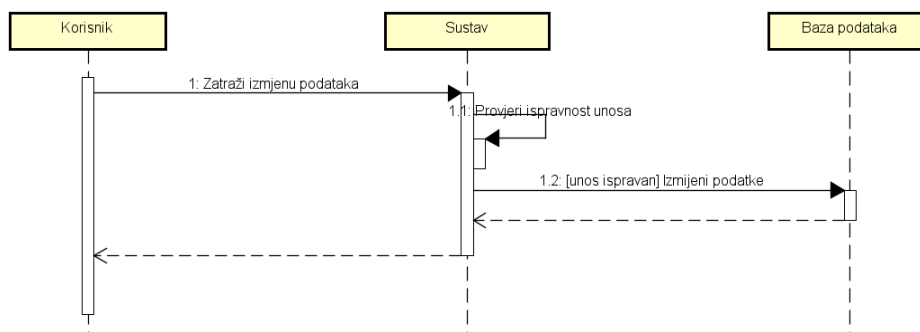 Korisnik
Sustav
Baza podataka
1: Zatraži izmjenu podataka
1.1: Provjeri ispravnost unosa
1.2: [unos ispravan] Izmijeni podatke